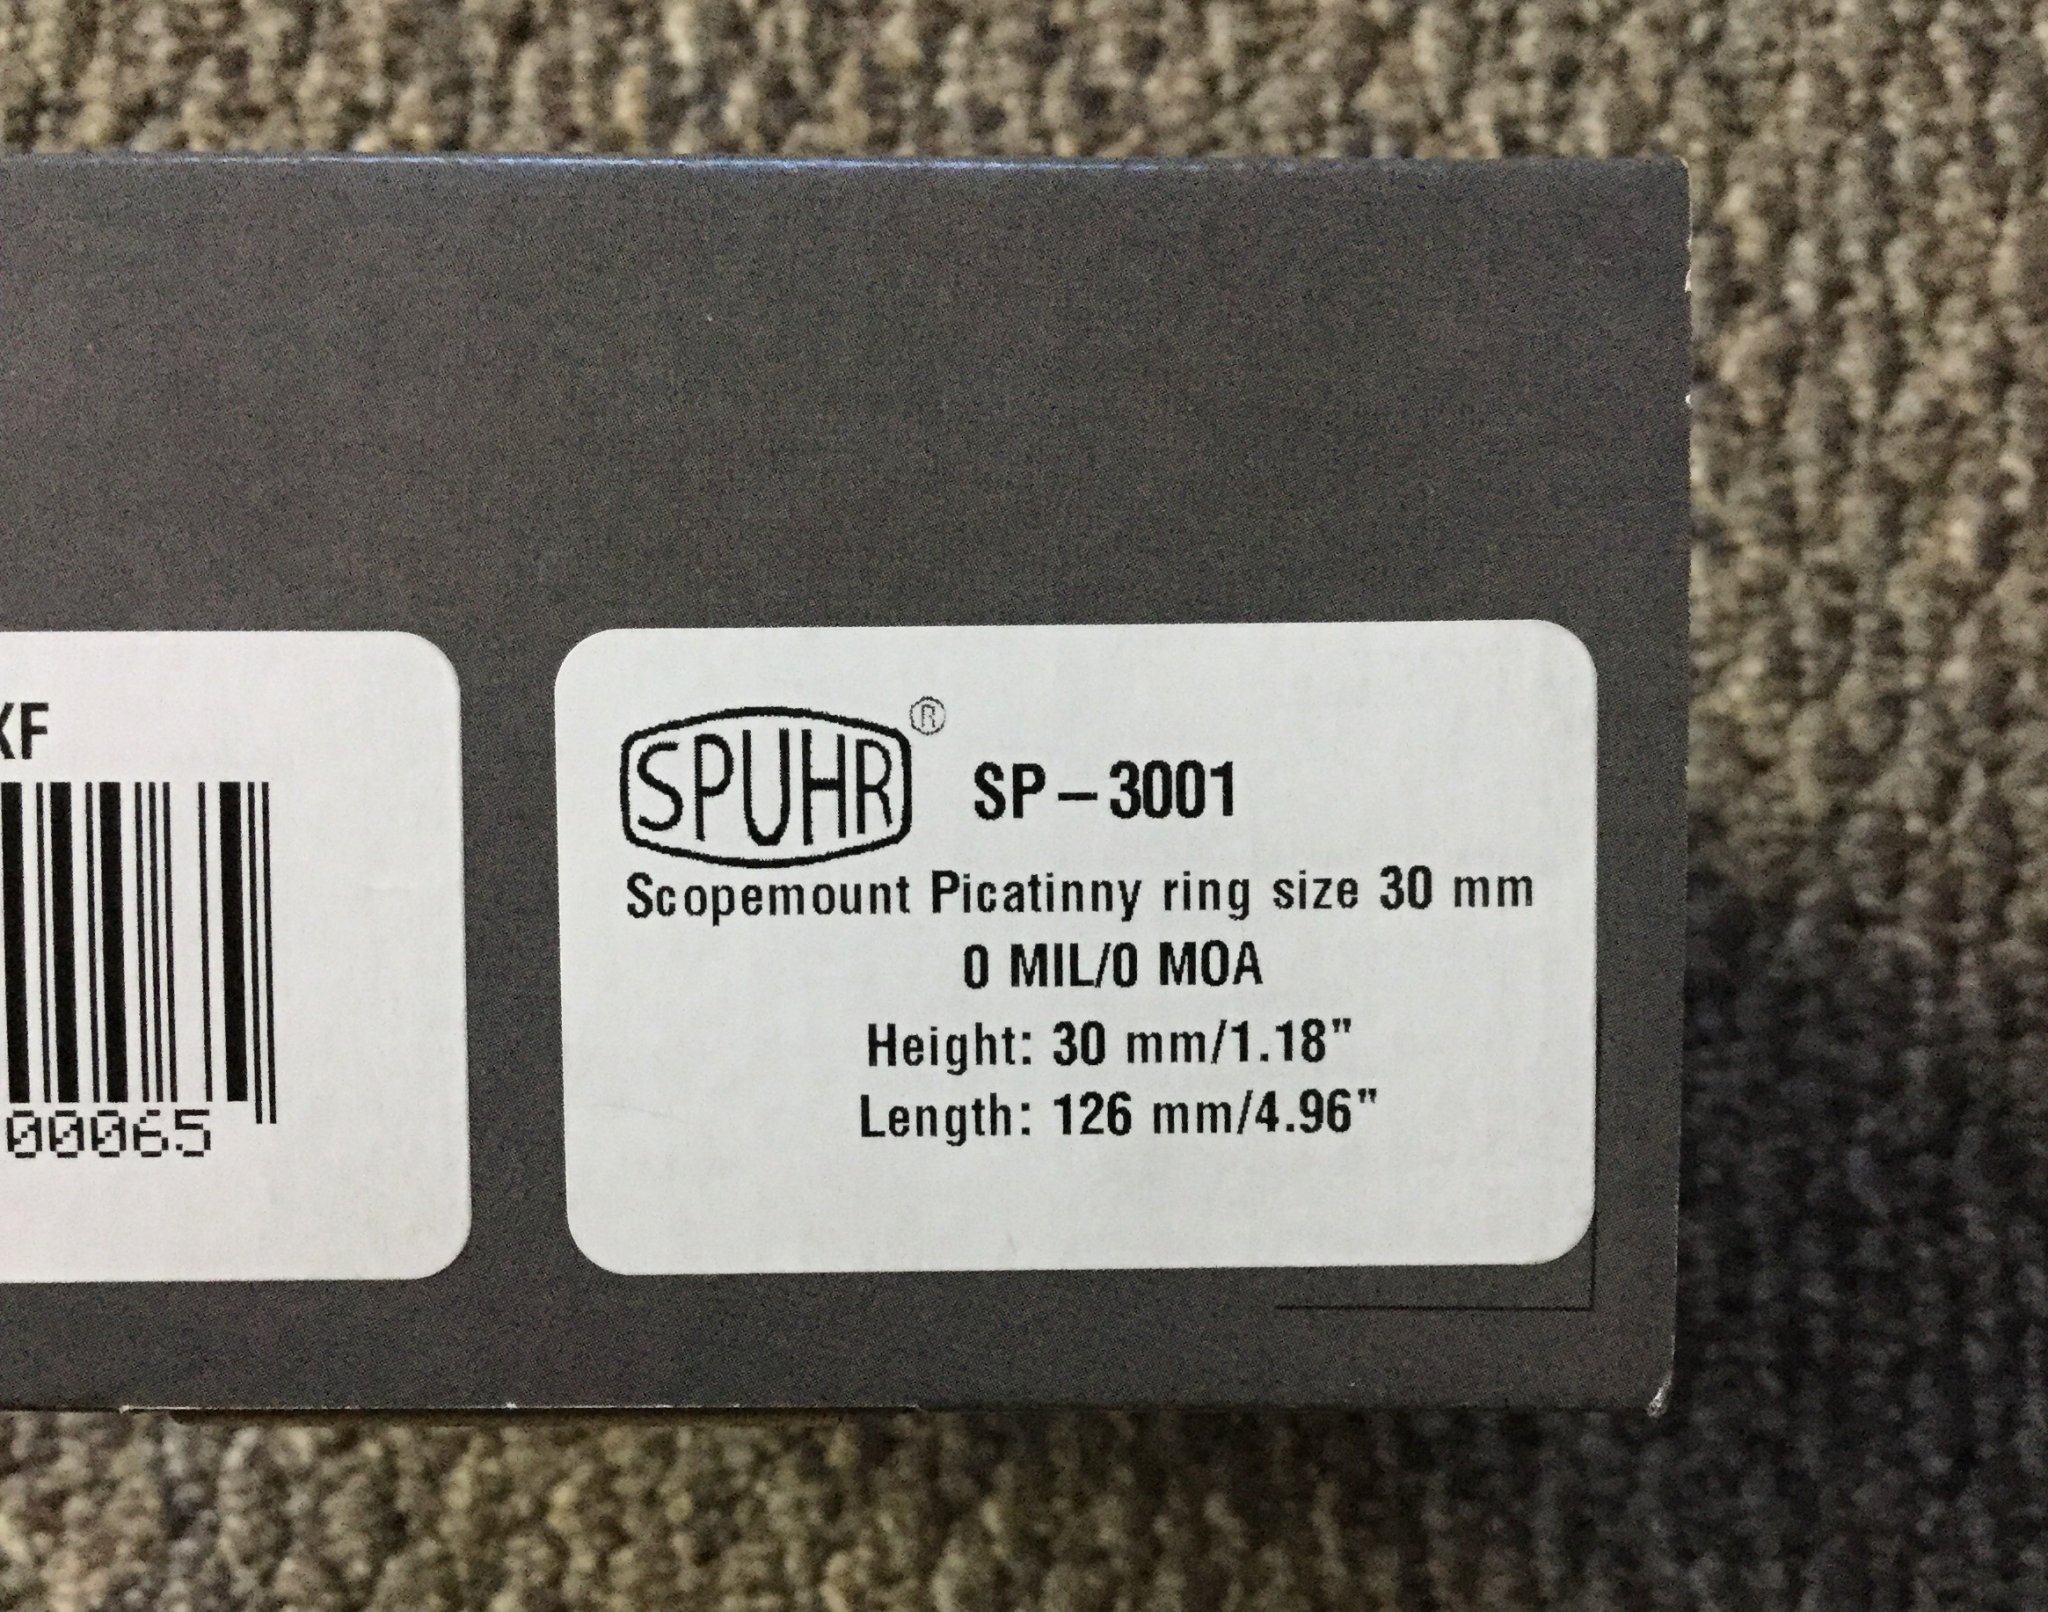 XF
00065
SPUHR®
SP-3001
Scopemount Picatinny ring size 30 mm
0 MIL/0 MOA
Height: 30 mm/1.18"
Length: 126 mm/4.96"